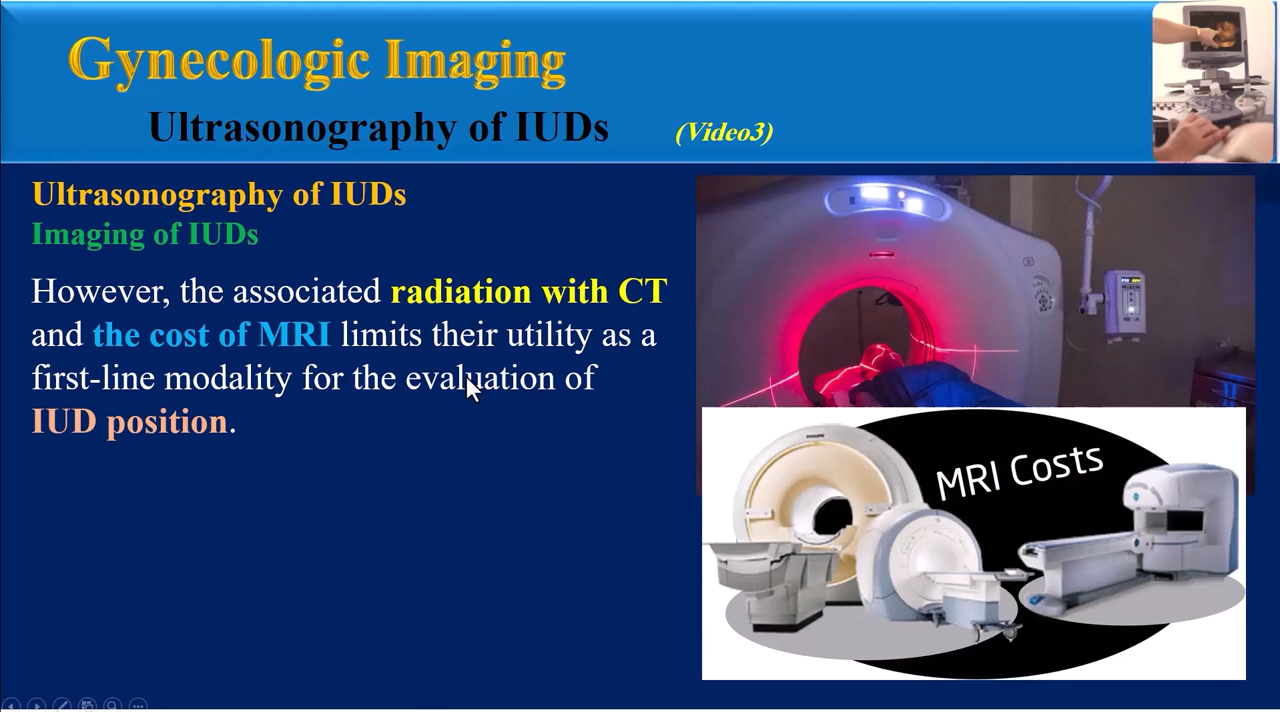 Gynecologic Imaging
Ultrasonography of IUDs (Video3)
Ultrasonography of IUDs
Imaging of IUDs
However, the associated radiation with CT
and the cost of MRI limits their utility as a
first-line modality for the evaluation of
IUD position.
MRI Costs
PHILIPS